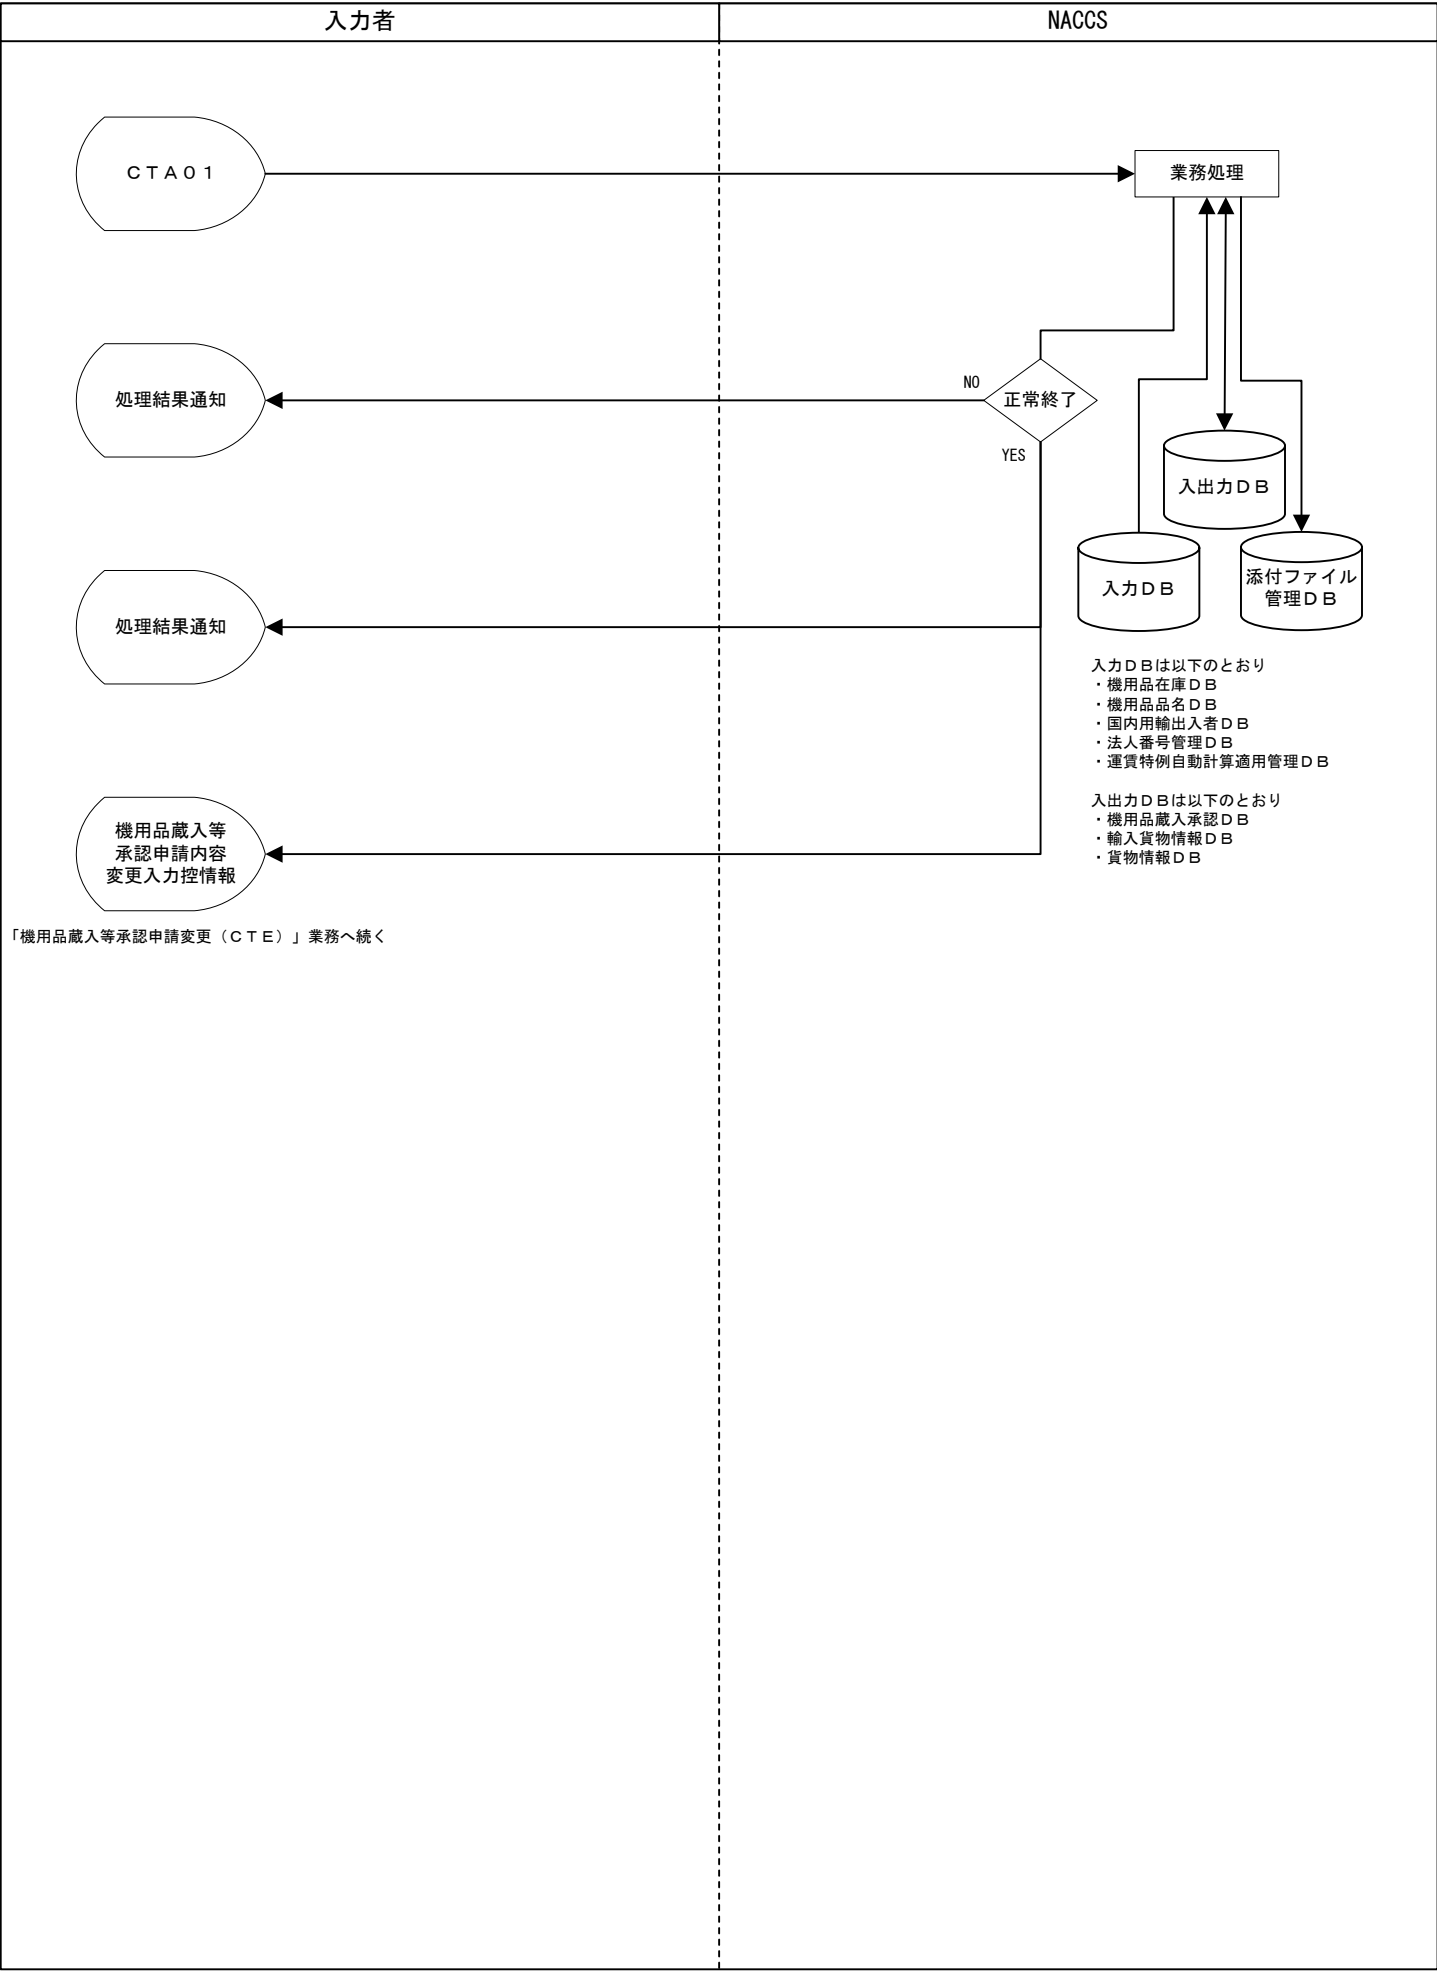 入力者
NACCS
ＣＴＡ０１
業務処理
処理結果通知
NO
正常終了
YES
入出力ＤＢ
入力ＤＢ
添付ファイル
管理ＤＢ
処理結果通知
入力ＤＢは以下のとおり
・機用品在庫ＤＢ
・機用品品名ＤＢ
・国内用輸出入者ＤＢ
・法人番号管理ＤＢ
・運賃特例自動計算適用管理ＤＢ
入出力ＤＢは以下のとおり
・機用品蔵入承認ＤＢ
・輸入貨物情報ＤＢ
・貨物情報ＤＢ
機用品蔵入等
承認申請内容
変更入力控情報
「機用品蔵入等承認申請変更（ＣＴＥ）」業務へ続く